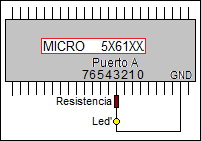 MICRO 5X61XX
Puerto A
76543210 GND
Resistencia
Led'